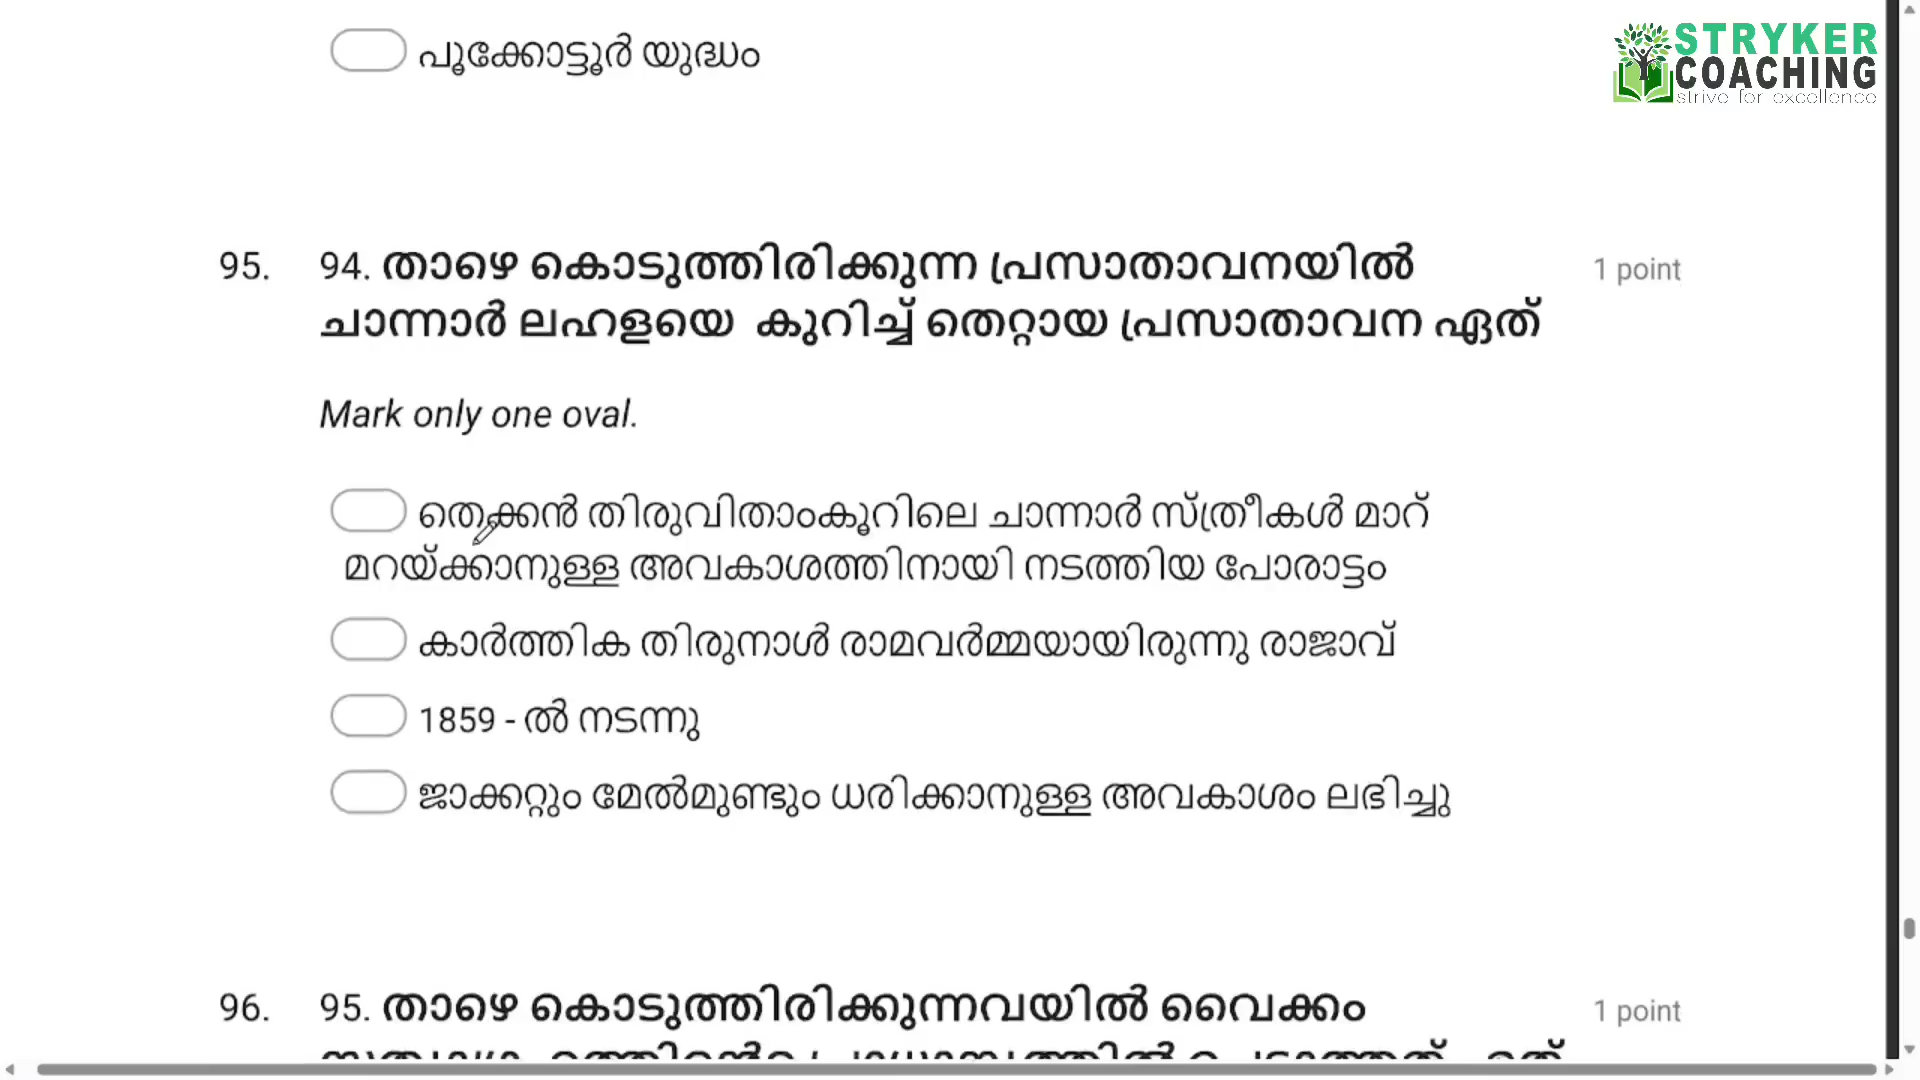 പൂക്കോട്ടൂർ യുദ്ധം
STRYKER
COACHING
strive for excellence
95. 94. താഴെ കൊടുത്തിരിക്കുന്ന പ്രസാതാവനയിൽ 1 point
ചാന്നാർ ലഹളയെ കുറിച്ച് തെറ്റായ പ്രസാതാവന ഏത്
Mark only one oval.
തെക്കൻ തിരുവിതാംകൂറിലെ ചാന്നാർ സ്ത്രീകൾ മാറ്
മറയ്ക്കാനുള്ള അവകാശത്തിനായി നടത്തിയ പോരാട്ടം
കാർത്തിക തിരുനാൾ രാമവർമ്മയായിരുന്നു രാജാവ്
1859 - ൽ നടന്നു
ജാക്കറ്റും മേൽമുണ്ടും ധരിക്കാനുള്ള അവകാശം ലഭിച്ചു
96. 95. താഴെ കൊടുത്തിരിക്കുന്നവയിൽ വൈക്കം 1 point